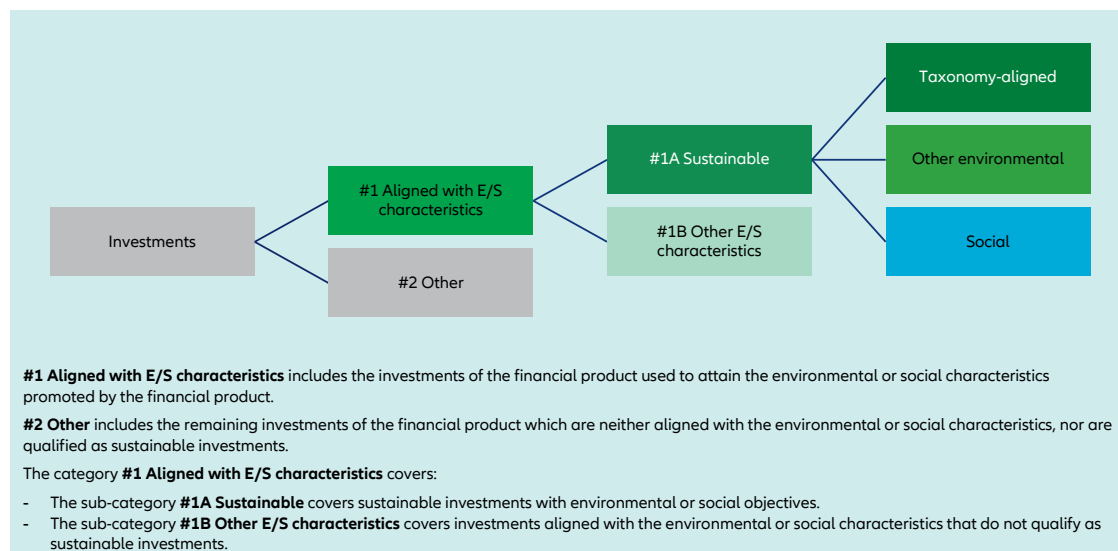 Taxonomy-aligned
#1A Sustainable
Other environmental
#1 Aligned with E/S
characteristics
#1B Other E/S
characteristics
Investments
Social
#2 Other
#1 Aligned with E/S characteristics includes the investments of the financial product used to attain the environmental or social characteristics
promoted by the financial product.
#2 Other includes the remaining investments of the financial product which are neither aligned with the environmental or social characteristics, nor are
qualified as sustainable investments.
The category #1 Aligned with E/S characteristics covers:
- The sub-category #1A Sustainable covers sustainable investments with environmental or social objectives.
- The sub-category #1B Other E/S characteristics covers investments aligned with the environmental or social characteristics that do not qualify as
sustainable investments.